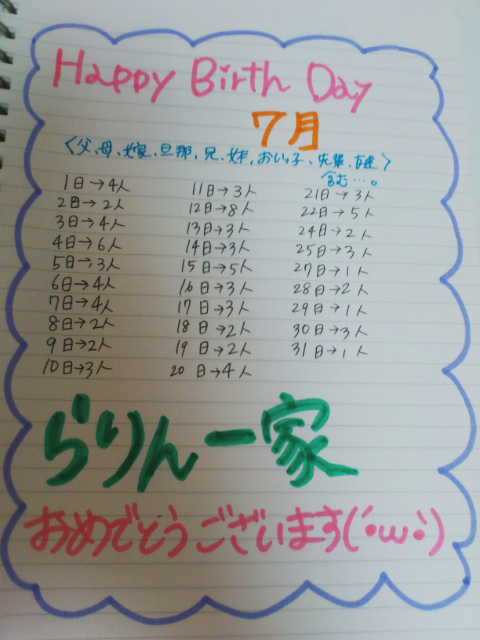 Happy Birth Day
7月
〈父、母、嫁、旦那、兄、妹、おいっ子、先輩、
含む…。
1日→4人
2日→2人
3日→4人
4日→6人
5日→3人
6日→4人
7日→4人
8日→2人
9日→2人
10日→3人
11日→3人
12日→8人
13日→3人
14日→3人
15日→5人
16日→3人
17日→3人
18日→2人
19日→2人
20日→4人
21日→3人
22日→5人
24日→2人
25日→3人
27日→1人
28日→2人
29日→1人
30日→3人
31日→1人
らりん一家
おめでとうございます(´•ω•`)